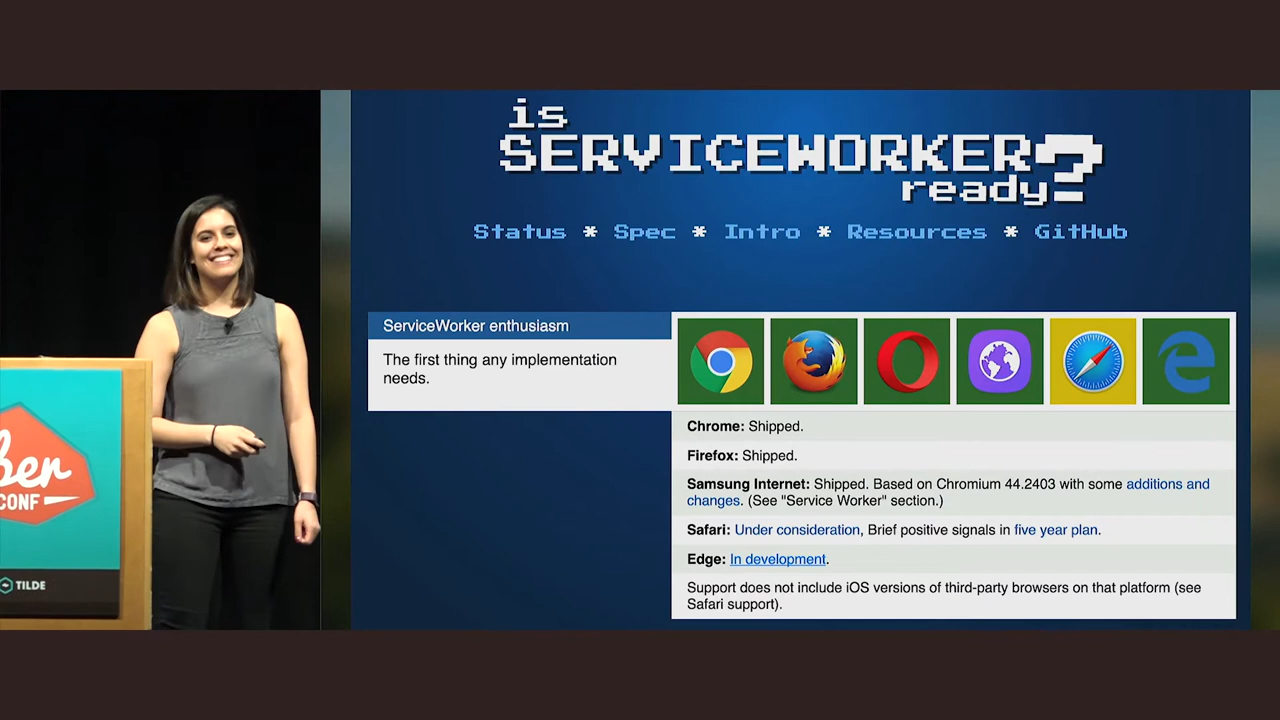 is
SERVICEWORKER
ready?
Status * Spec * Intro * Resources * GitHub
ServiceWorker enthusiasm
The first thing any implementation
needs.
Chrome: Shipped.
Firefox: Shipped.
Samsung Internet: Shipped. Based on Chromium 44.2403 with some additions and
changes. (See "Service Worker" section.)
Safari: Under consideration, Brief positive signals in five year plan.
Edge: In development.
Support does not include iOS versions of third-party browsers on that platform (see
Safari support).
ber
CONF
TILDE